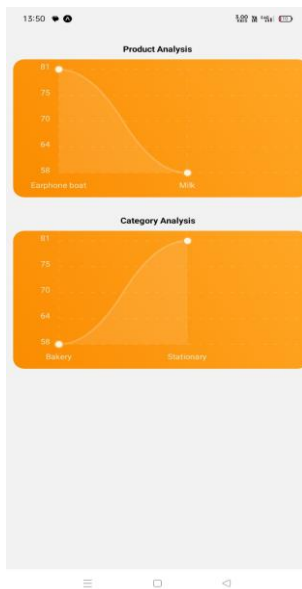 13:50
Product Analysis
81
75
70
64
58
Earphone boat Milk
Category Analysis
81
75
70
64
58
Bakery Stationary